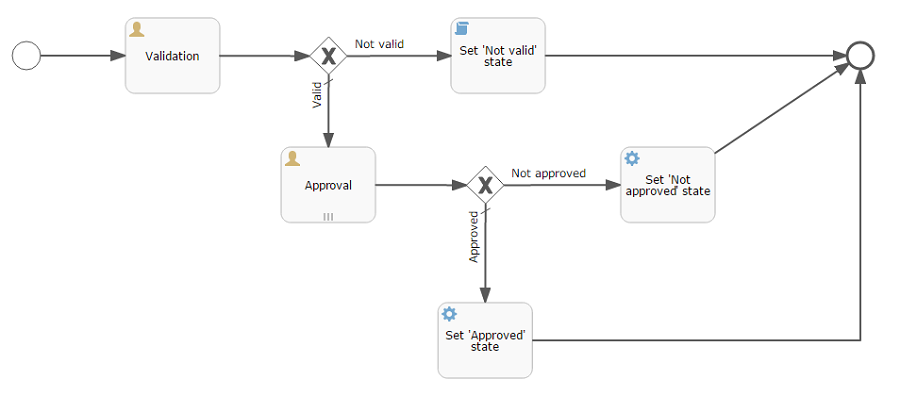 Validation
Not valid
Set 'Not valid'
state
Valid
Approval
Not approved
Set 'Not
approved' state
Approved
Set 'Approved'
state